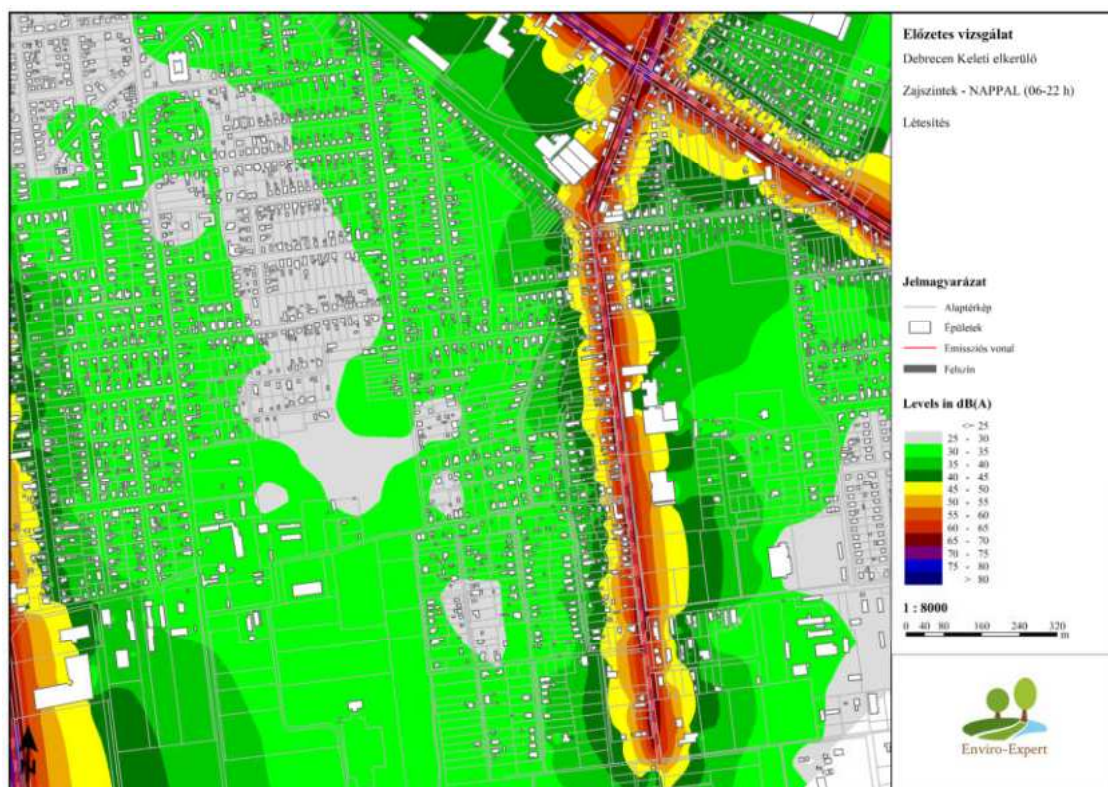 Előzetes vizsgálat
Debrecen Keleti elkerülő
Zajszintek - NAPPAL (06-22 h)
Létesítés
Jelmagyarázat
Alaptérkép
Épületek
Emissziós vonal
Felszín
Levels in dB(A)
<= 25
25 - 30
30 - 35
35 - 40
40 - 45
45 - 50
50 - 55
55 - 60
60 - 65
65 - 70
70 - 75
75 - 80
> 80
1 : 8000
0 40 80 160 240 320
m
Enviro-Expert
N